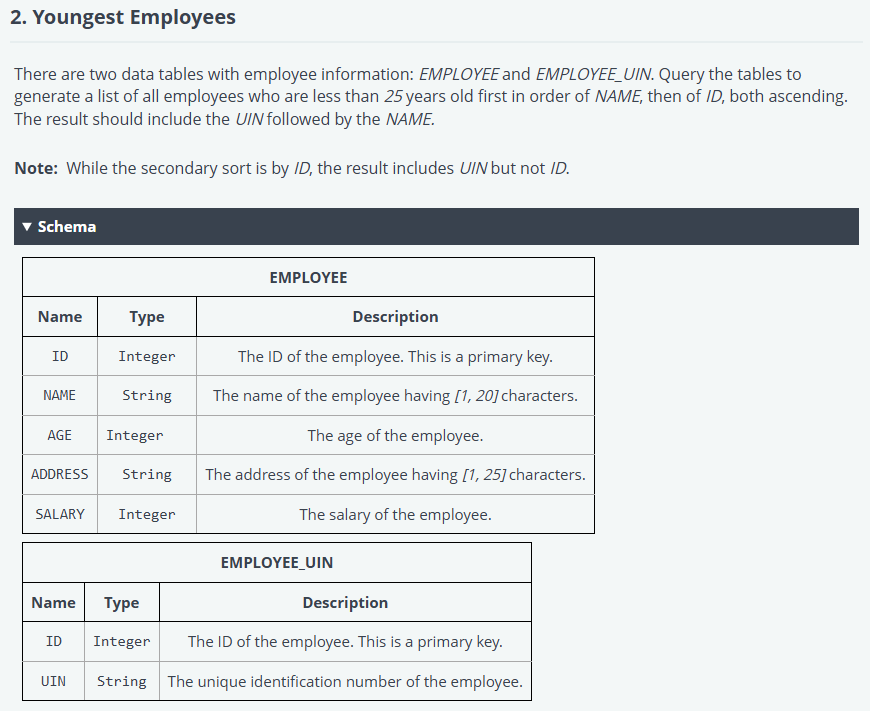 2. Youngest Employees
There are two data tables with employee information: EMPLOYEE and EMPLOYEE_UIN. Query the tables to
generate a list of all employees who are less than 25 years old first in order of NAME, then of ID, both ascending.
The result should include the UIN followed by the NAME.
Note: While the secondary sort is by ID, the result includes UIN but not ID.
▼ Schema
EMPLOYEE
Name Type Description
ID Integer The ID of the employee. This is a primary key.
NAME String The name of the employee having [1, 20] characters.
AGE Integer The age of the employee.
ADDRESS String The address of the employee having [1, 25] characters.
SALARY Integer The salary of the employee.
EMPLOYEE_UIN
Name Type Description
ID Integer The ID of the employee. This is a primary key.
UIN String The unique identification number of the employee.